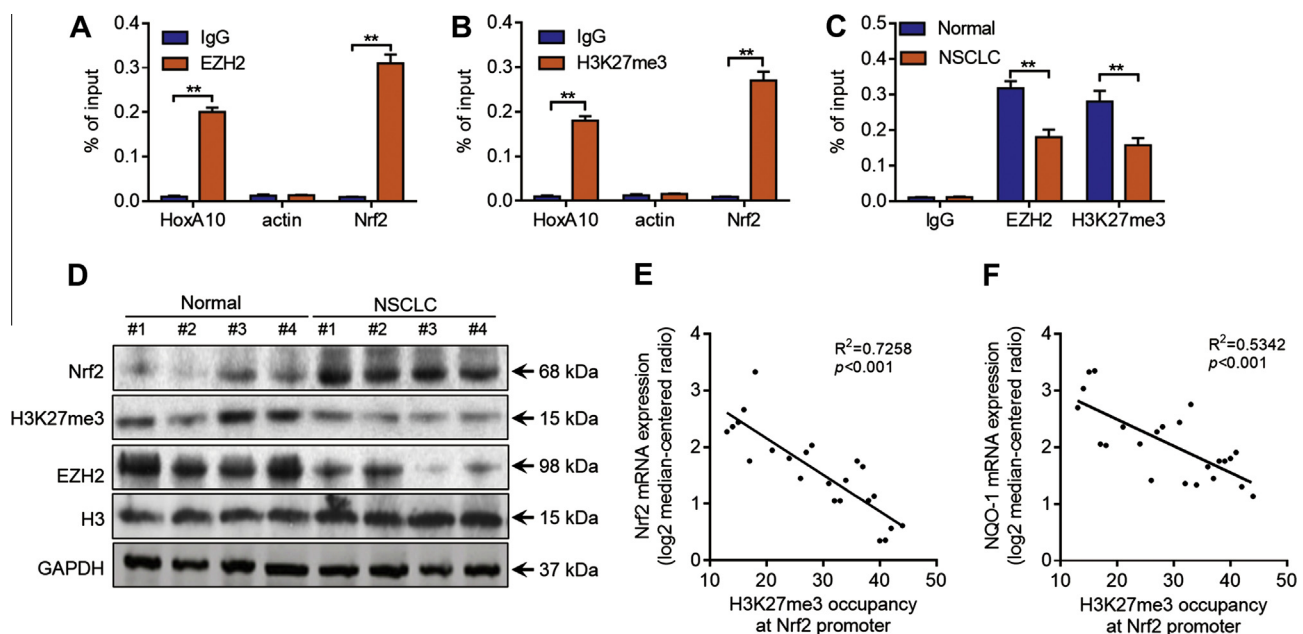 A
IgG
EZH2
**
**
% of input
0.4
0.3
0.2
0.1
0.0
HoxA10 actin Nrf2
B
IgG
H3K27me3
**
**
% of input
0.4
0.3
0.2
0.1
0.0
HoxA10 actin Nrf2
C
Normal
NSCLC
**
**
% of input
0.5
0.4
0.3
0.2
0.1
0.0
IgG EZH2 H3K27me3
D
Normal NSCLC
#1 #2 #3 #4 #1 #2 #3 #4
Nrf2 68 kDa
H3K27me3 15 kDa
EZH2 98 kDa
H3 15 kDa
GAPDH 37 kDa
E
R²=0.7258
p<0.001
Nrf2 mRNA expression
(log2 median-centered radio)
4
3
2
1
0
10 20 30 40 50
H3K27me3 occupancy
at Nrf2 promoter
F
R²=0.5342
p<0.001
NQO-1 mRNA expression
(log2 median-centered radio)
4
3
2
1
0
10 20 30 40 50
H3K27me3 occupancy
at Nrf2 promoter